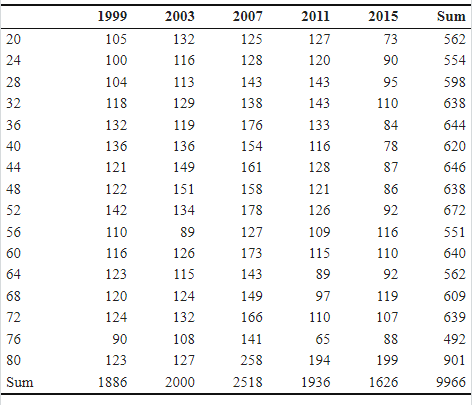 1999 2003 2007 2011 2015 Sum
20 105 132 125 127 73 562
24 100 116 128 120 90 554
28 104 113 143 143 95 598
32 118 129 138 143 110 638
36 132 119 176 133 84 644
40 136 136 154 116 78 620
44 121 149 161 128 87 646
48 122 151 158 121 86 638
52 142 134 178 126 92 672
56 110 89 127 109 116 551
60 116 126 173 115 110 640
64 123 115 143 89 92 562
68 120 124 149 97 119 609
72 124 132 166 110 107 639
76 90 108 141 65 88 492
80 123 127 258 194 199 901
Sum 1886 2000 2518 1936 1626 9966